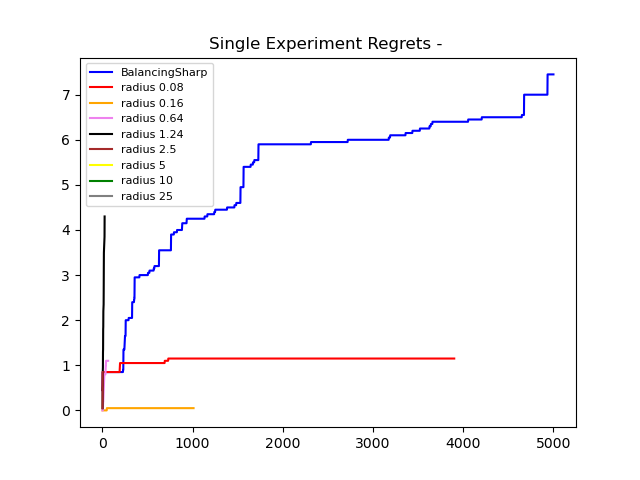 Single Experiment Regrets -
BalancingSharp
radius 0.08
radius 0.16
radius 0.64
radius 1.24
radius 2.5
radius 5
radius 10
radius 25
7
6
5
4
3
2
1
0
0 1000 2000 3000 4000 5000